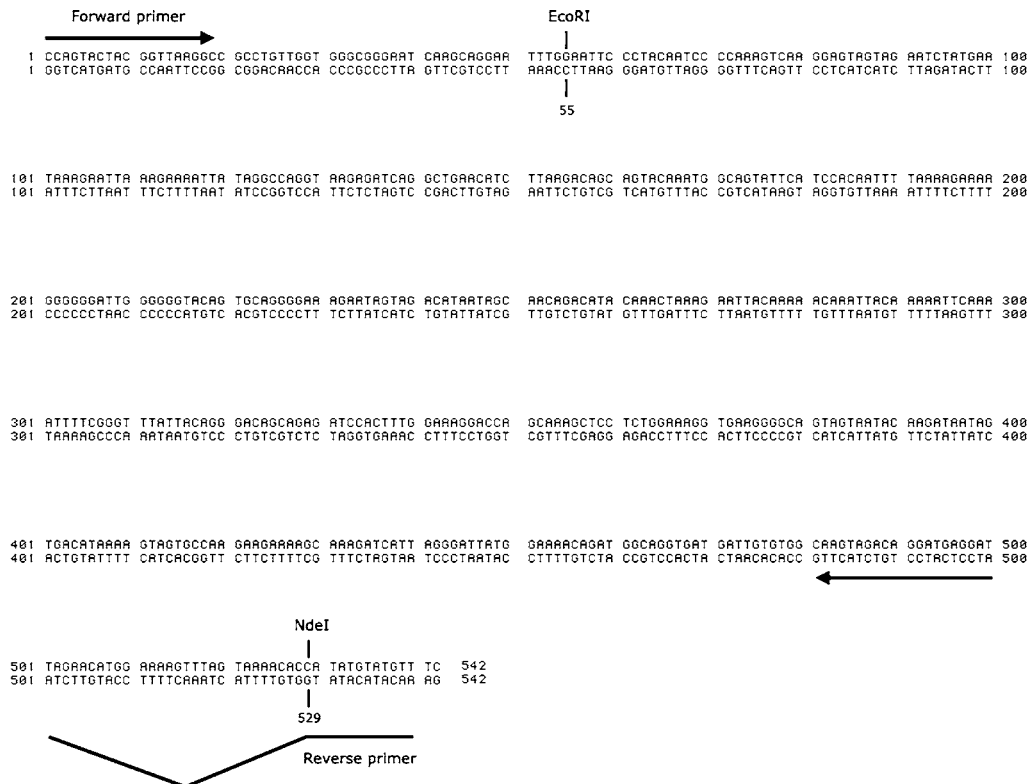 Forward primer
EcoRI
1 CCAGTACTAC GGTTAAGGCC GCCTGTTGGT GGGCGGGAAT CAAGCAGGAA TTTGGAATTC CCTACAATCC CCAAAGTCAA GGAGTAGTAG AATCTATGAA 100
1 GGTCATGATG CCAATTCCGG CGGACAACCA CCCGCCCTTA GTTCGTCCTT AAACCTTAAG GGATGTTAGG GGTTTCAGTT CCTCATCATC TTAGATACTT 100
55
101 TAAAGAATTA AAGAAAATTA TAGGCCAGGT AAGAGATCAG GCTGAACATC TTAAGACAGC AGTACAAATG GCAGTATTCA TCCACAATTT TAAAAGAAAA 200
101 ATTTCTTAAT TTCTTTTAAT ATCCGGTCCA TTCTCTAGTC CGACTTGTAG AATTCTGTCG TCATGTTTAC CGTCATAAGT AGGTGTTAAA ATTTTCTTTT 200
201 GGGGGGATTG GGGGGTACAG TGCAGGGGAA AGAATAGTAG ACATAATAGC AACAGACATA CAAACTAAAG AATTACAAAA ACAAATTACA AAAATTCAAA 300
201 CCCCCCTAAC CCCCCATGTC ACGTCCCCTT TCTTATCATC TGTATTATCG TTGTCTGTAT GTTTGATTTC TTAATGTTTT TGTTTAATGT TTTTAAGTTT 300
301 ATTTTCGGGT TTATTACAGG GACAGCAGAG ATCCACTTTG GAAAGGACCA GCAAAGCTCC TCTGGAAAGG TGAAGGGGCA GTAGTAATAC AAGATAATAG 400
301 TAAAAGCCCA AATAATGTCC CTGTCGTCTC TAGGTGAAAC CTTTCCTGGT CGTTTCGAGG AGACCTTTCC ACTTCCCCGT CATCATTATG TTCTATTATC 400
401 TGACATAAAA GTAGTGCCAA GAAGAAAAGC AAAGATCATT AGGGATTATG GAAAACAGAT GGCAGGTGAT GATTGTGTGG CAAGTAGACA GGATGAGGAT 500
401 ACTGTATTTT CATCACGGTT CTTCTTTTCG TTTCTAGTAA TCCCTAATAC CTTTTGTCTA CCGTCCACTA CTAACACACC GTTCATCTGT CCTACTCCTA 500
NdeI
501 TAGAACATGG AAAAGTTTAG TAAAACACCA TATGTATGTT TC 542
501 ATCTTGTACC TTTTCAAATC ATTTTGTGGT ATACATACAA AG 542
529
Reverse primer